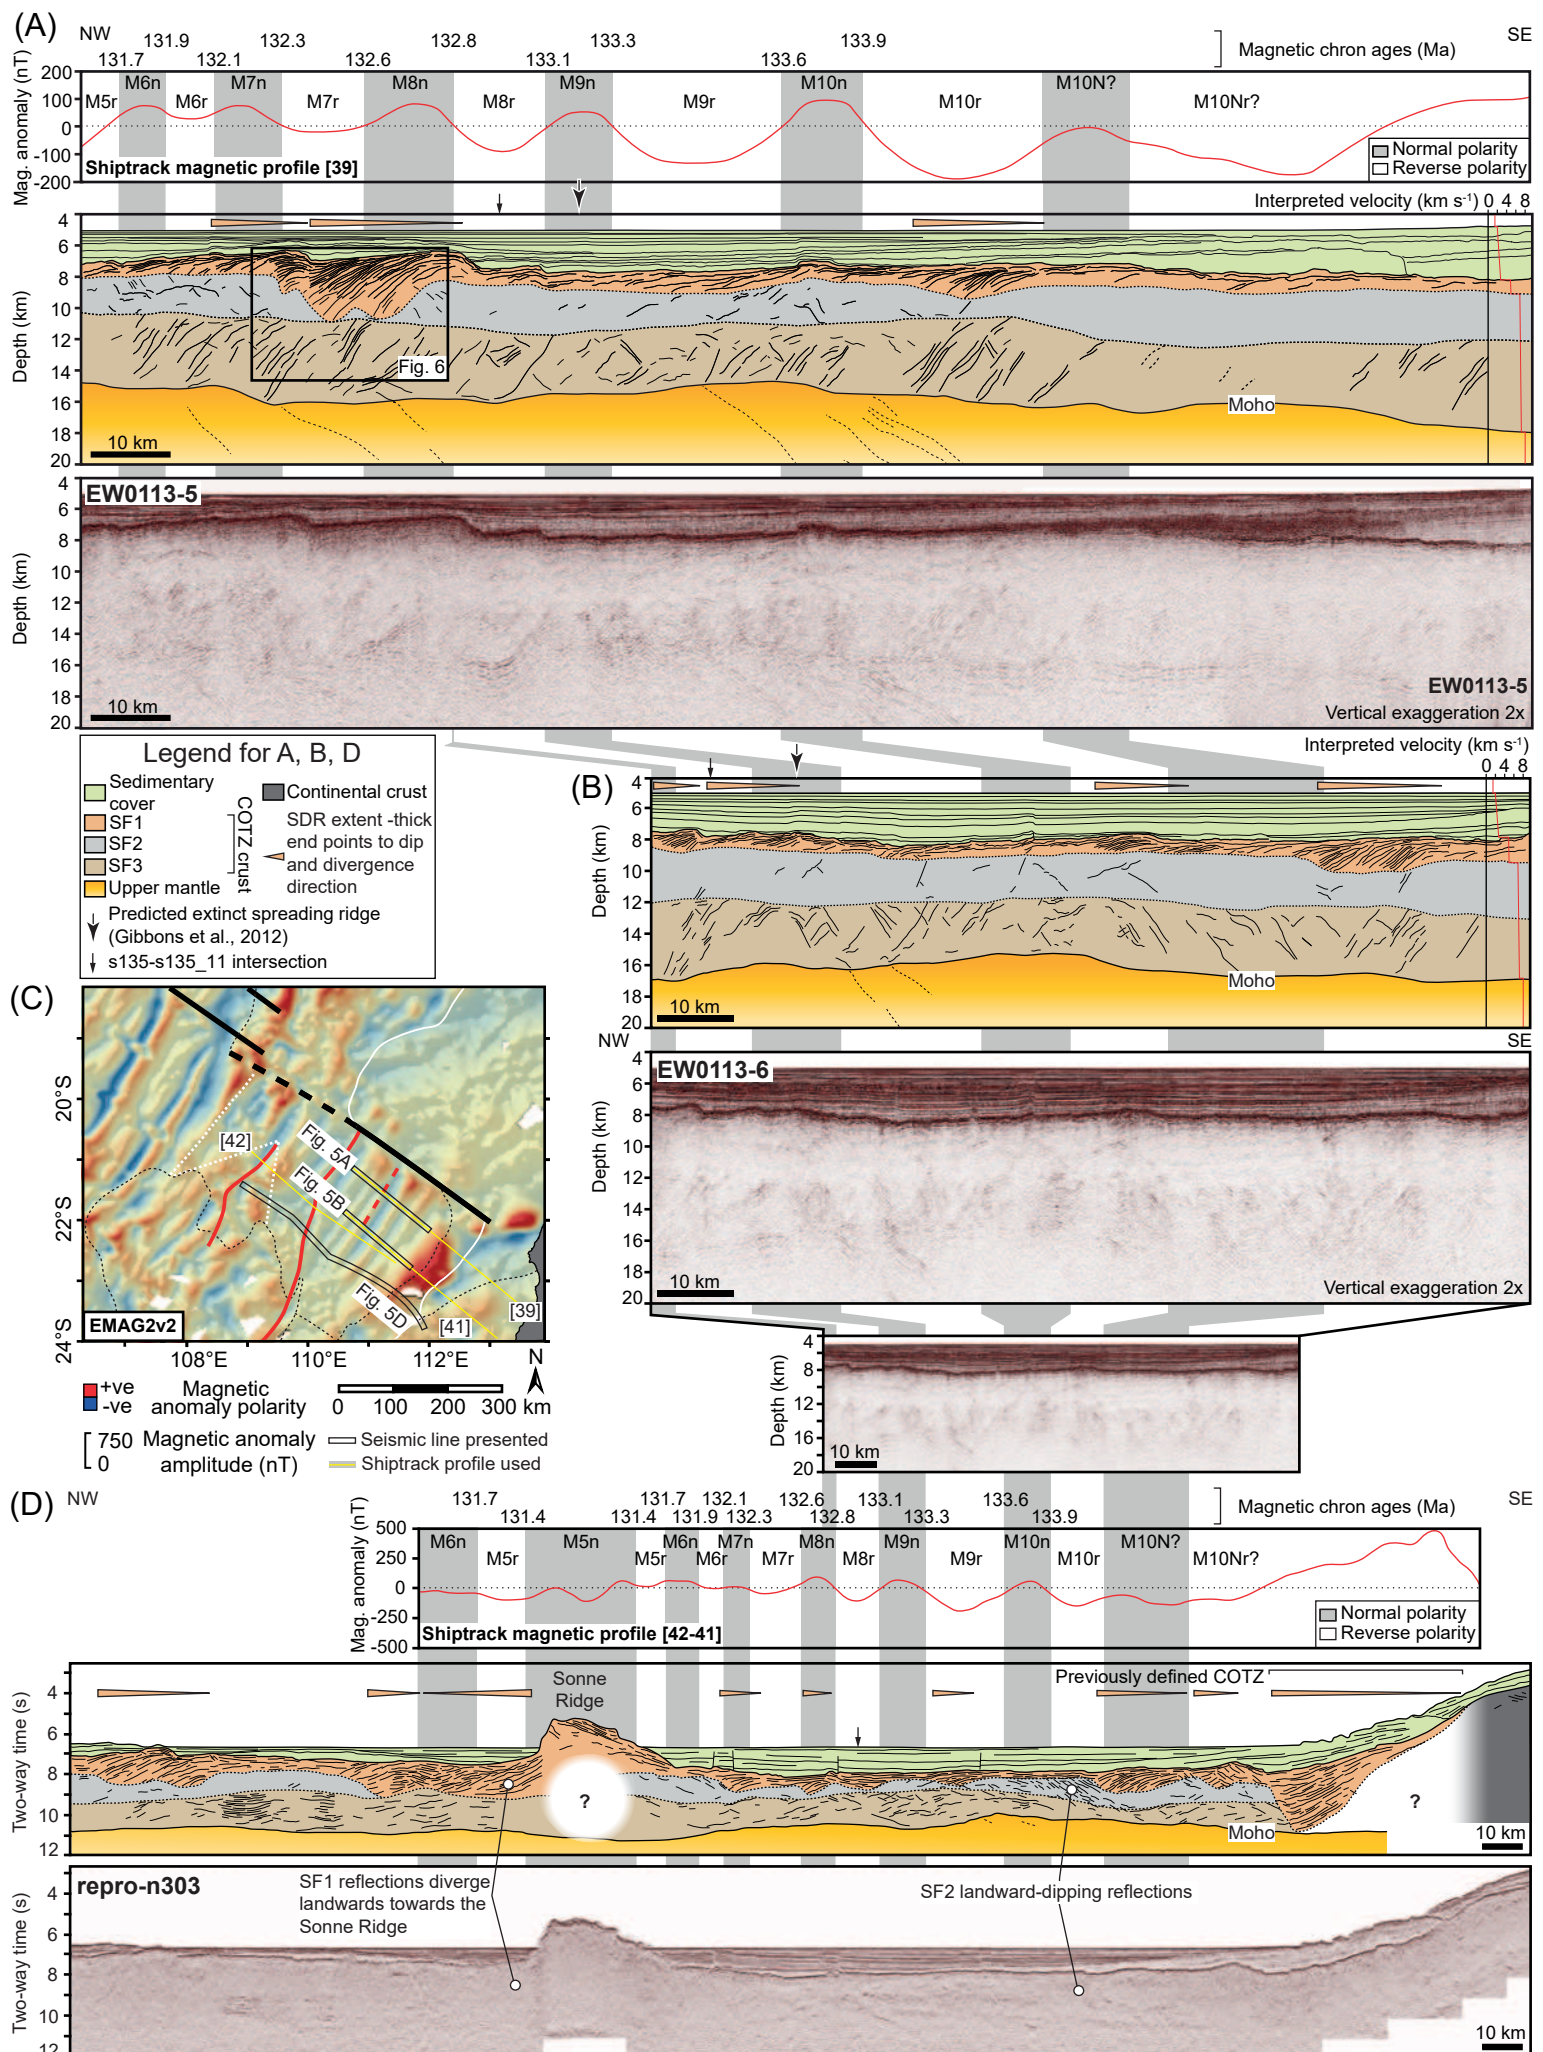 (A)
NW
131.9
132.3
132.8
133.3
133.9
SE
131.7
132.1
132.6
133.1
133.6
Magnetic chron ages (Ma)
Mag. anomaly (nT)
200
100
0
-100
-200
M5r
M6n
M6r
M7n
M7r
M8n
M8r
M9n
M9r
M10n
M10r
M10N?
M10Nr?
Shiptrack magnetic profile [39]
Normal polarity
Reverse polarity
Interpreted velocity (km s-1)
0 4 8
Depth (km)
4
6
8
10
12
14
16
18
20
Fig. 6
Moho
10 km
EW0113-5
Depth (km)
4
6
8
10
12
14
16
18
20
10 km
EW0113-5
Vertical exaggeration 2x
Legend for A, B, D
Sedimentary
cover
SF1
SF2
SF3
COTZ crust
Upper mantle
Continental crust
SDR extent -thick
end points to dip
and divergence
direction
Predicted extinct spreading ridge
(Gibbons et al., 2012)
s135-s135_11 intersection
(B)
Interpreted velocity (km s-1)
0 4 8
Depth (km)
4
6
8
10
12
14
16
18
20
Moho
10 km
NW
SE
EW0113-6
Depth (km)
4
6
8
10
12
14
16
18
20
10 km
Vertical exaggeration 2x
Depth (km)
4
8
12
16
20
10 km
(C)
20°S
22°S
24°S
[42]
Fig. 5A
Fig. 5B
Fig. 5D
[39]
[41]
EMAG2v2
108°E
110°E
112°E
N
+ve
-ve
Magnetic
anomaly polarity
0 100 200 300 km
750
0
Magnetic anomaly
amplitude (nT)
Seismic line presented
Shiptrack profile used
(D)
NW
131.7
131.7
132.1
132.6
133.1
133.6
SE
131.4
131.4
131.9
132.3
132.8
133.3
133.9
Magnetic chron ages (Ma)
Mag. anomaly (nT)
500
250
0
-250
-500
M6n
M5r
M5n
M5r
M6n
M6r
M7n
M7r
M8n
M8r
M9n
M9r
M10n
M10r
M10N?
M10Nr?
Shiptrack magnetic profile [42-41]
Normal polarity
Reverse polarity
Sonne
Ridge
Previously defined COTZ
Two-way time (s)
4
6
8
10
12
?
?
Moho
10 km
repro-n303
SF1 reflections diverge
landwards towards the
Sonne Ridge
SF2 landward-dipping reflections
Two-way time (s)
4
6
8
10
12
10 km